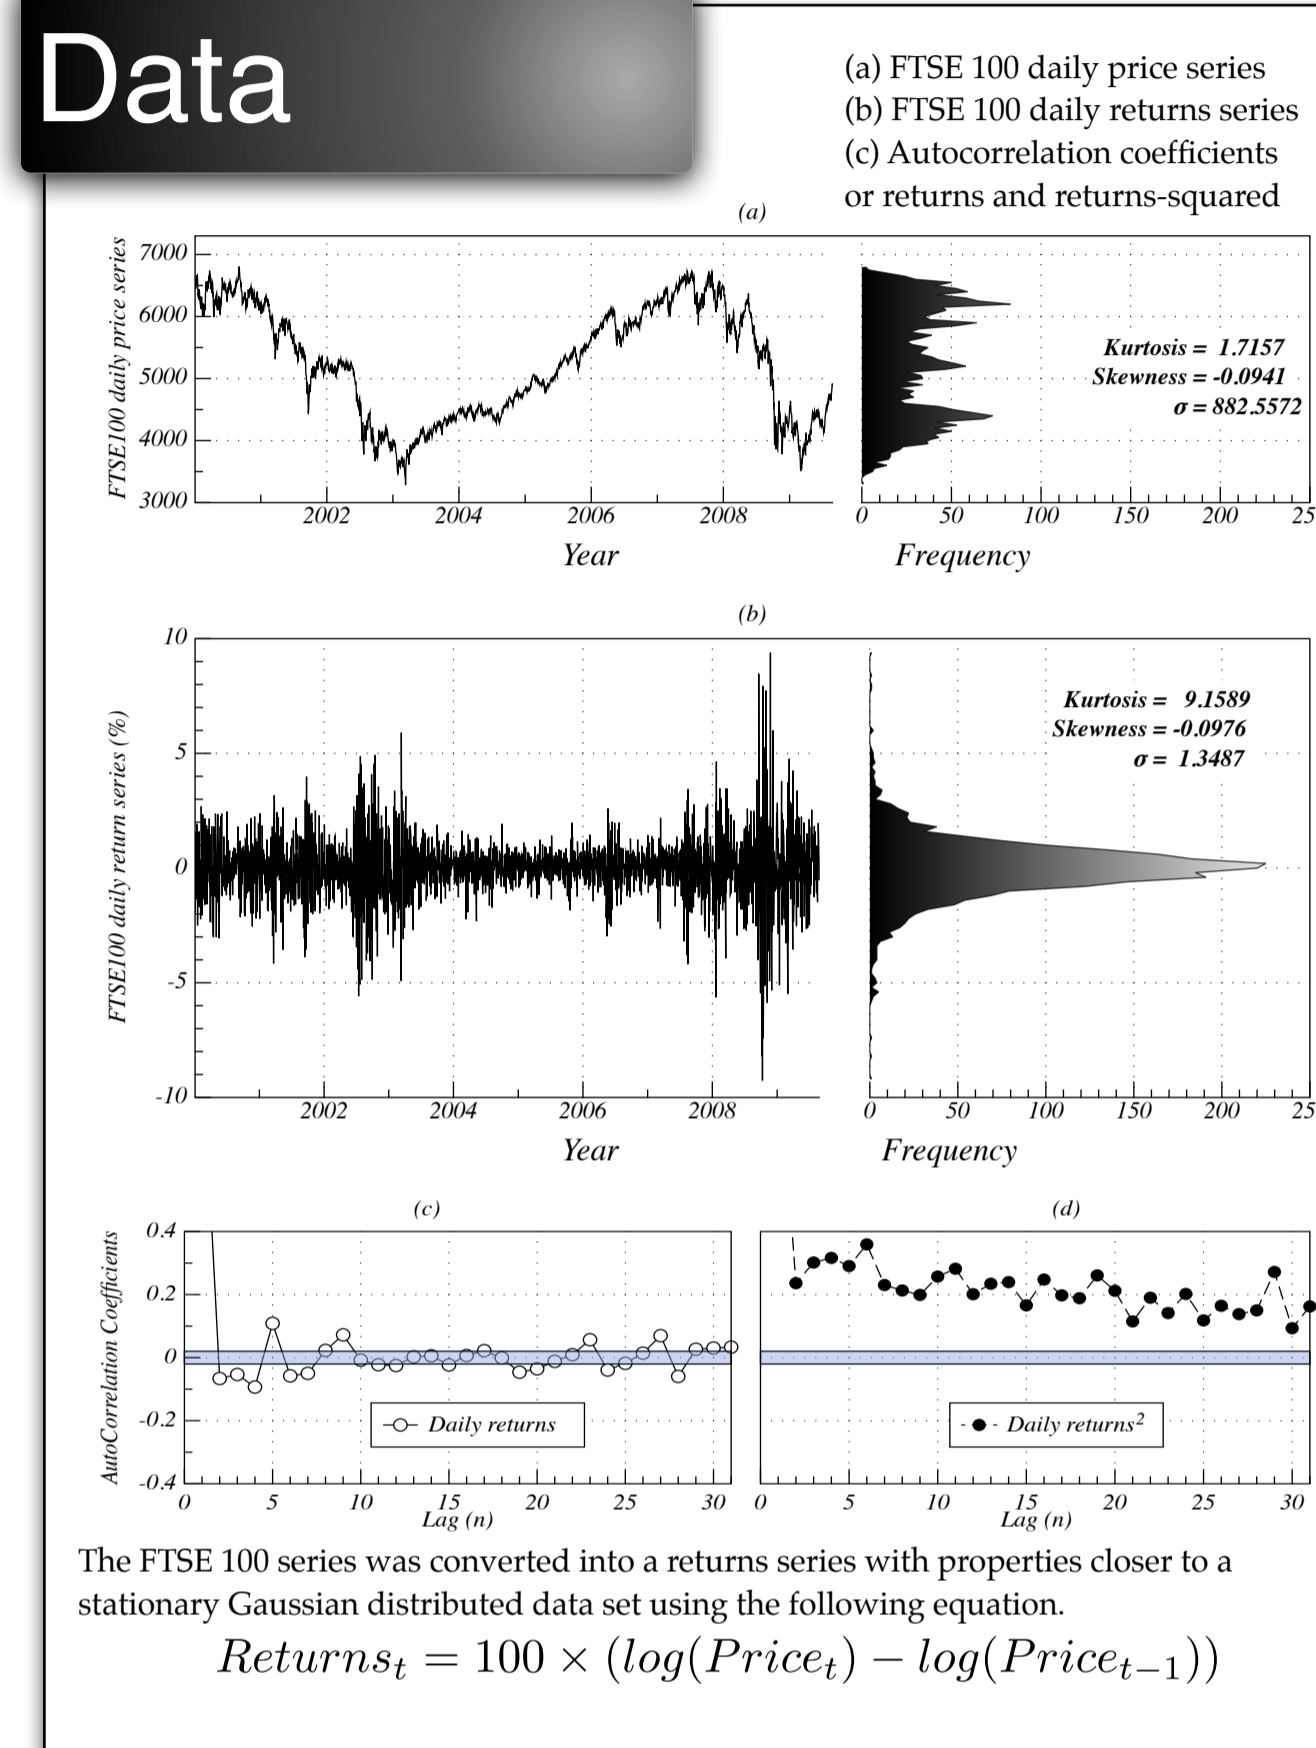 Data
(a) FTSE 100 daily price series
(b) FTSE 100 daily returns series
(c) Autocorrelation coefficients
or returns and returns-squared
(a)
FTSE100 daily price series
7000
6000
5000
4000
3000
2002 2004 2006 2008
Year
Kurtosis = 1.7157
Skewness = -0.0941
σ = 882.5572
0 50 100 150 200 25
Frequency
(b)
FTSE100 daily return series (%)
10
5
0
-5
-10
2002 2004 2006 2008
Year
Kurtosis = 9.1589
Skewness = -0.0976
σ = 1.3487
0 50 100 150 200 25
Frequency
(c)
AutoCorrelation Coefficients
0.4
0.2
0
-0.2
-0.4
Daily returns
0 5 10 15 20 25 30
Lag (n)
(d)
Daily returns²
0 5 10 15 20 25 30
Lag (n)
The FTSE 100 series was converted into a returns series with properties closer to a
stationary Gaussian distributed data set using the following equation.
Returnsₜ = 100 × (log(Priceₜ) − log(Priceₜ₋₁))